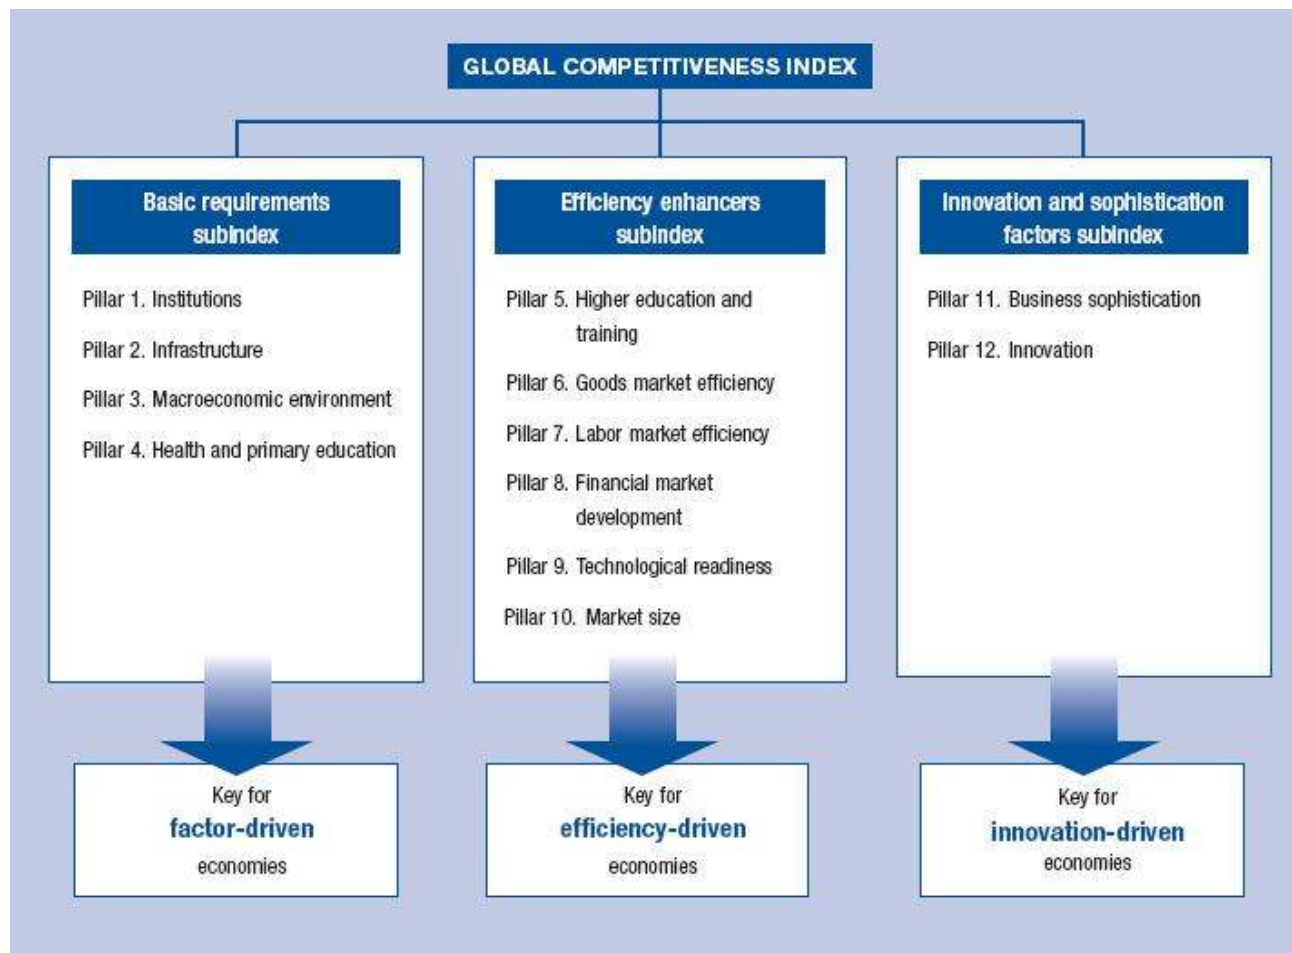 GLOBAL COMPETITIVENESS INDEX
Basic requirements
subindex
Pillar 1. Institutions
Pillar 2. Infrastructure
Pillar 3. Macroeconomic environment
Pillar 4. Health and primary education
Key for
factor-driven
economies
Efficiency enhancers
subindex
Pillar 5. Higher education and
training
Pillar 6. Goods market efficiency
Pillar 7. Labor market efficiency
Pillar 8. Financial market
development
Pillar 9. Technological readiness
Pillar 10. Market size
Key for
efficiency-driven
economies
Innovation and sophistication
factors subindex
Pillar 11. Business sophistication
Pillar 12. Innovation
Key for
innovation-driven
economies